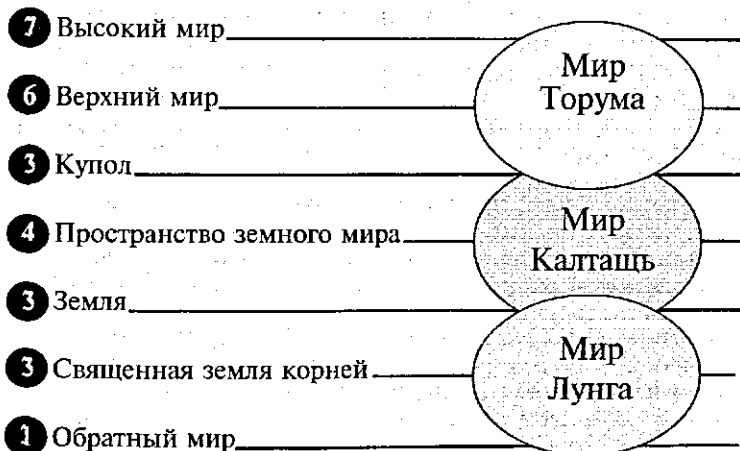 7 Высокий мир
6 Верхний мир
3 Купол
4 Пространство земного мира
3 Земля
3 Священная земля корней
1 Обратный мир
Мир
Торума
Мир
Калтащь
Мир
Лунга